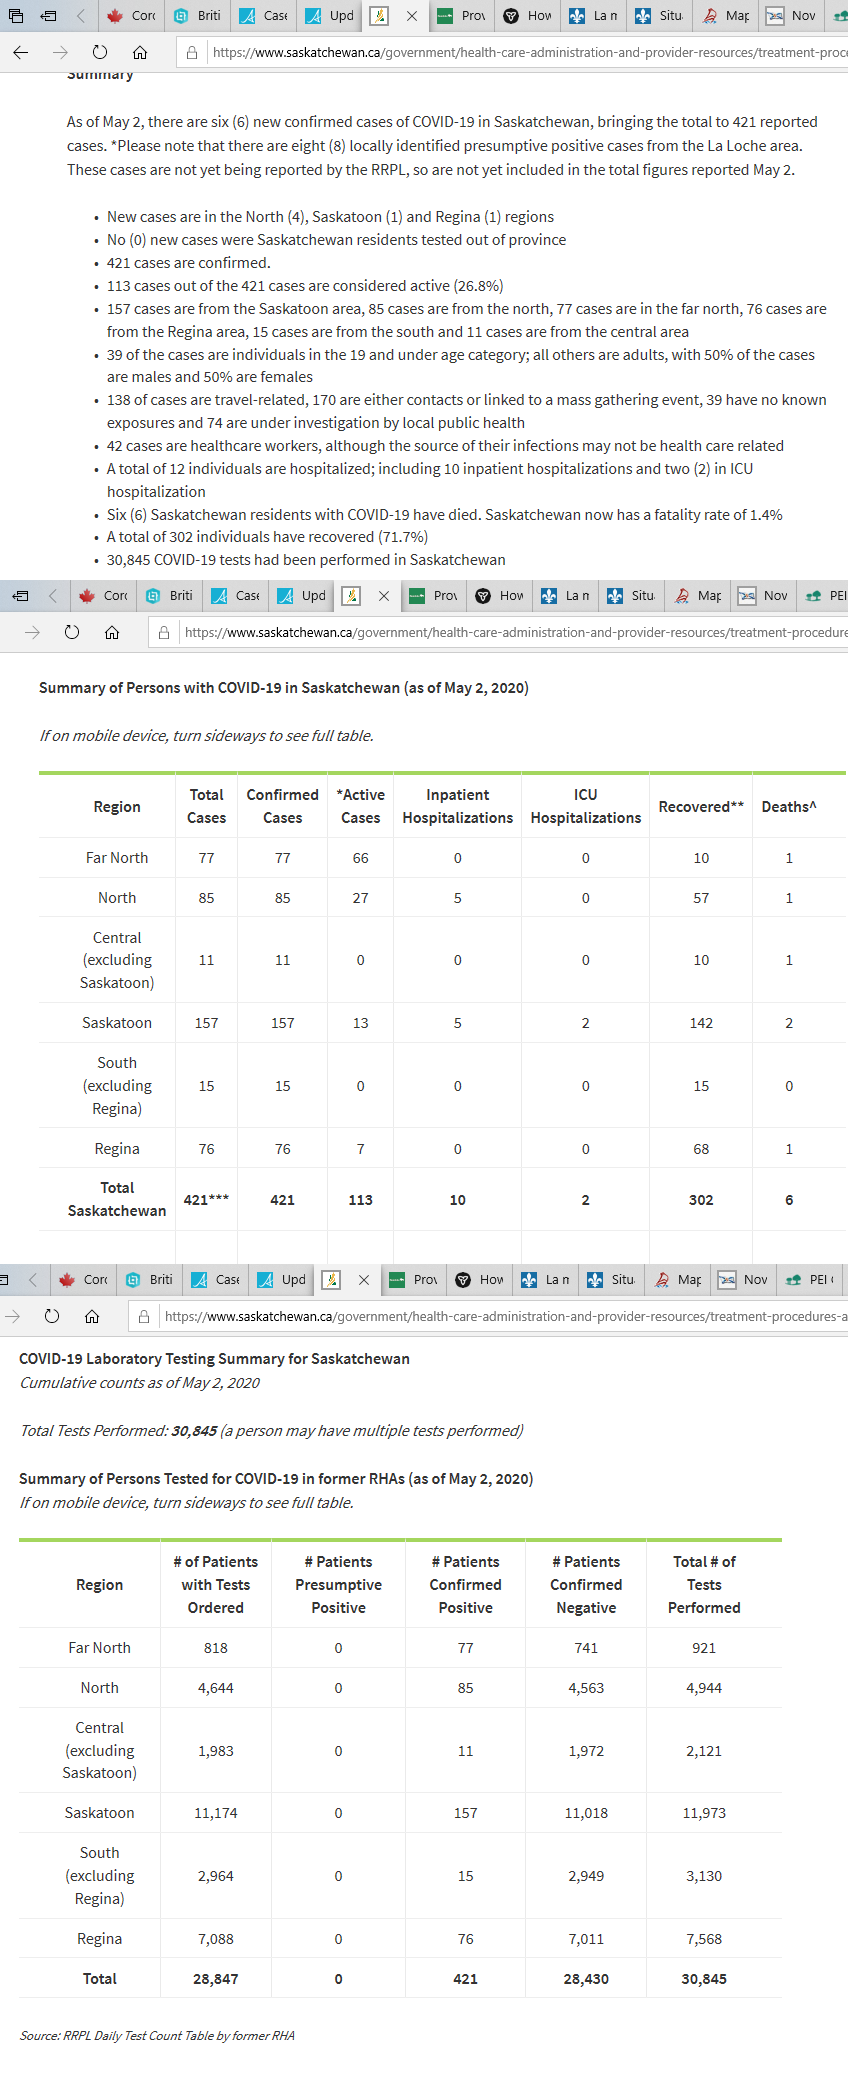 Corc Briti Case Upd Prov How La m Situ Map Nov
https://www.saskatchewan.ca/government/health-care-administration-and-provider-resources/treatment-proce
Summary
As of May 2, there are six (6) new confirmed cases of COVID-19 in Saskatchewan, bringing the total to 421 reported
cases. *Please note that there are eight (8) locally identified presumptive positive cases from the La Loche area.
These cases are not yet being reported by the RRPL, so are not yet included in the total figures reported May 2.
• New cases are in the North (4), Saskatoon (1) and Regina (1) regions
• No (0) new cases were Saskatchewan residents tested out of province
• 421 cases are confirmed.
• 113 cases out of the 421 cases are considered active (26.8%)
• 157 cases are from the Saskatoon area, 85 cases are from the north, 77 cases are in the far north, 76 cases are
from the Regina area, 15 cases are from the south and 11 cases are from the central area
• 39 of the cases are individuals in the 19 and under age category; all others are adults, with 50% of the cases
are males and 50% are females
• 138 of cases are travel-related, 170 are either contacts or linked to a mass gathering event, 39 have no known
exposures and 74 are under investigation by local public health
• 42 cases are healthcare workers, although the source of their infections may not be health care related
• A total of 12 individuals are hospitalized; including 10 inpatient hospitalizations and two (2) in ICU
hospitalization
• Six (6) Saskatchewan residents with COVID-19 have died. Saskatchewan now has a fatality rate of 1.4%
• A total of 302 individuals have recovered (71.7%)
• 30,845 COVID-19 tests had been performed in Saskatchewan
Corc Briti Case Upd Prov How La m Situ Map Nov PEI
https://www.saskatchewan.ca/government/health-care-administration-and-provider-resources/treatment-procedure
Summary of Persons with COVID-19 in Saskatchewan (as of May 2, 2020)
If on mobile device, turn sideways to see full table.
Region Total Cases Confirmed Cases *Active Cases Inpatient Hospitalizations ICU Hospitalizations Recovered** Deaths^
Far North 77 77 66 0 0 10 1
North 85 85 27 5 0 57 1
Central (excluding Saskatoon) 11 11 0 0 0 10 1
Saskatoon 157 157 13 5 2 142 2
South (excluding Regina) 15 15 0 0 0 15 0
Regina 76 76 7 0 0 68 1
Total Saskatchewan 421*** 421 113 10 2 302 6
Corc Briti Case Upd Prov How La m Situ Map Nov PEI
https://www.saskatchewan.ca/government/health-care-administration-and-provider-resources/treatment-procedures-a
COVID-19 Laboratory Testing Summary for Saskatchewan
Cumulative counts as of May 2, 2020
Total Tests Performed: 30,845 (a person may have multiple tests performed)
Summary of Persons Tested for COVID-19 in former RHAs (as of May 2, 2020)
If on mobile device, turn sideways to see full table.
Region # of Patients with Tests Ordered # Patients Presumptive Positive # Patients Confirmed Positive # Patients Confirmed Negative Total # of Tests Performed
Far North 818 0 77 741 921
North 4,644 0 85 4,563 4,944
Central (excluding Saskatoon) 1,983 0 11 1,972 2,121
Saskatoon 11,174 0 157 11,018 11,973
South (excluding Regina) 2,964 0 15 2,949 3,130
Regina 7,088 0 76 7,011 7,568
Total 28,847 0 421 28,430 30,845
Source: RRPL Daily Test Count Table by former RHA